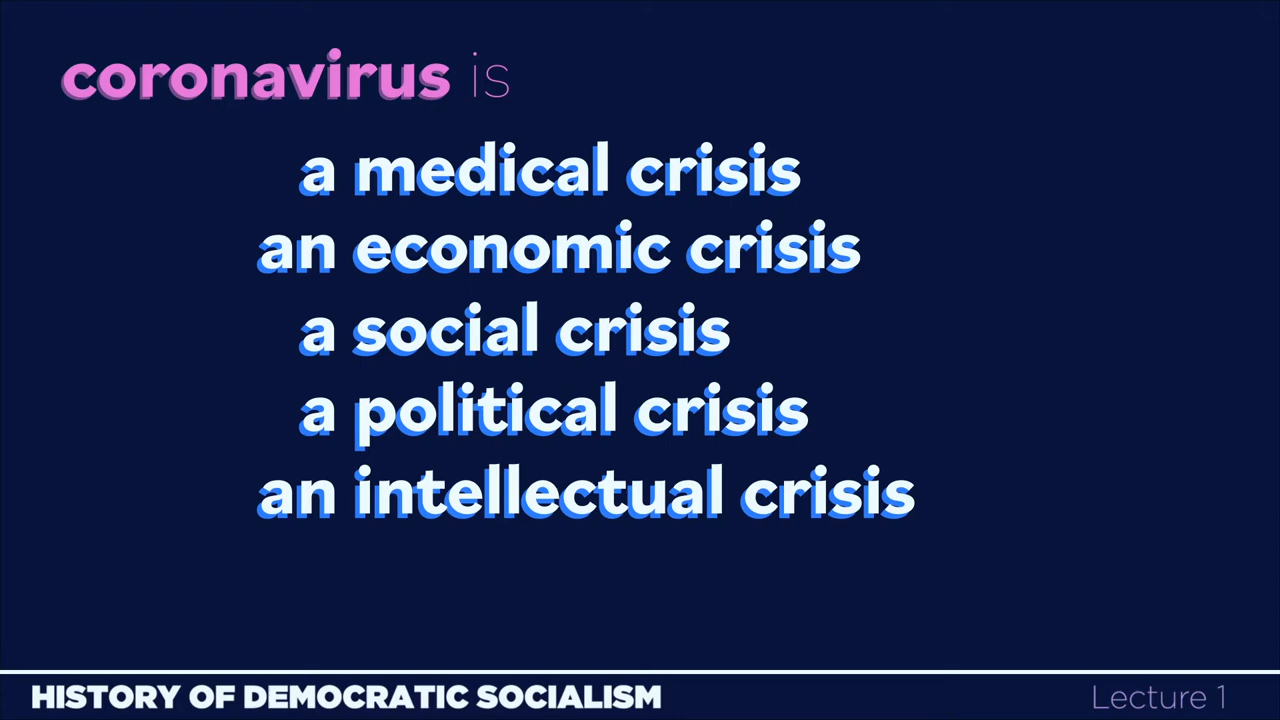 coronavirus is
a medical crisis
an economic crisis
a social crisis
a political crisis
an intellectual crisis
HISTORY OF DEMOCRATIC SOCIALISM
Lecture 1